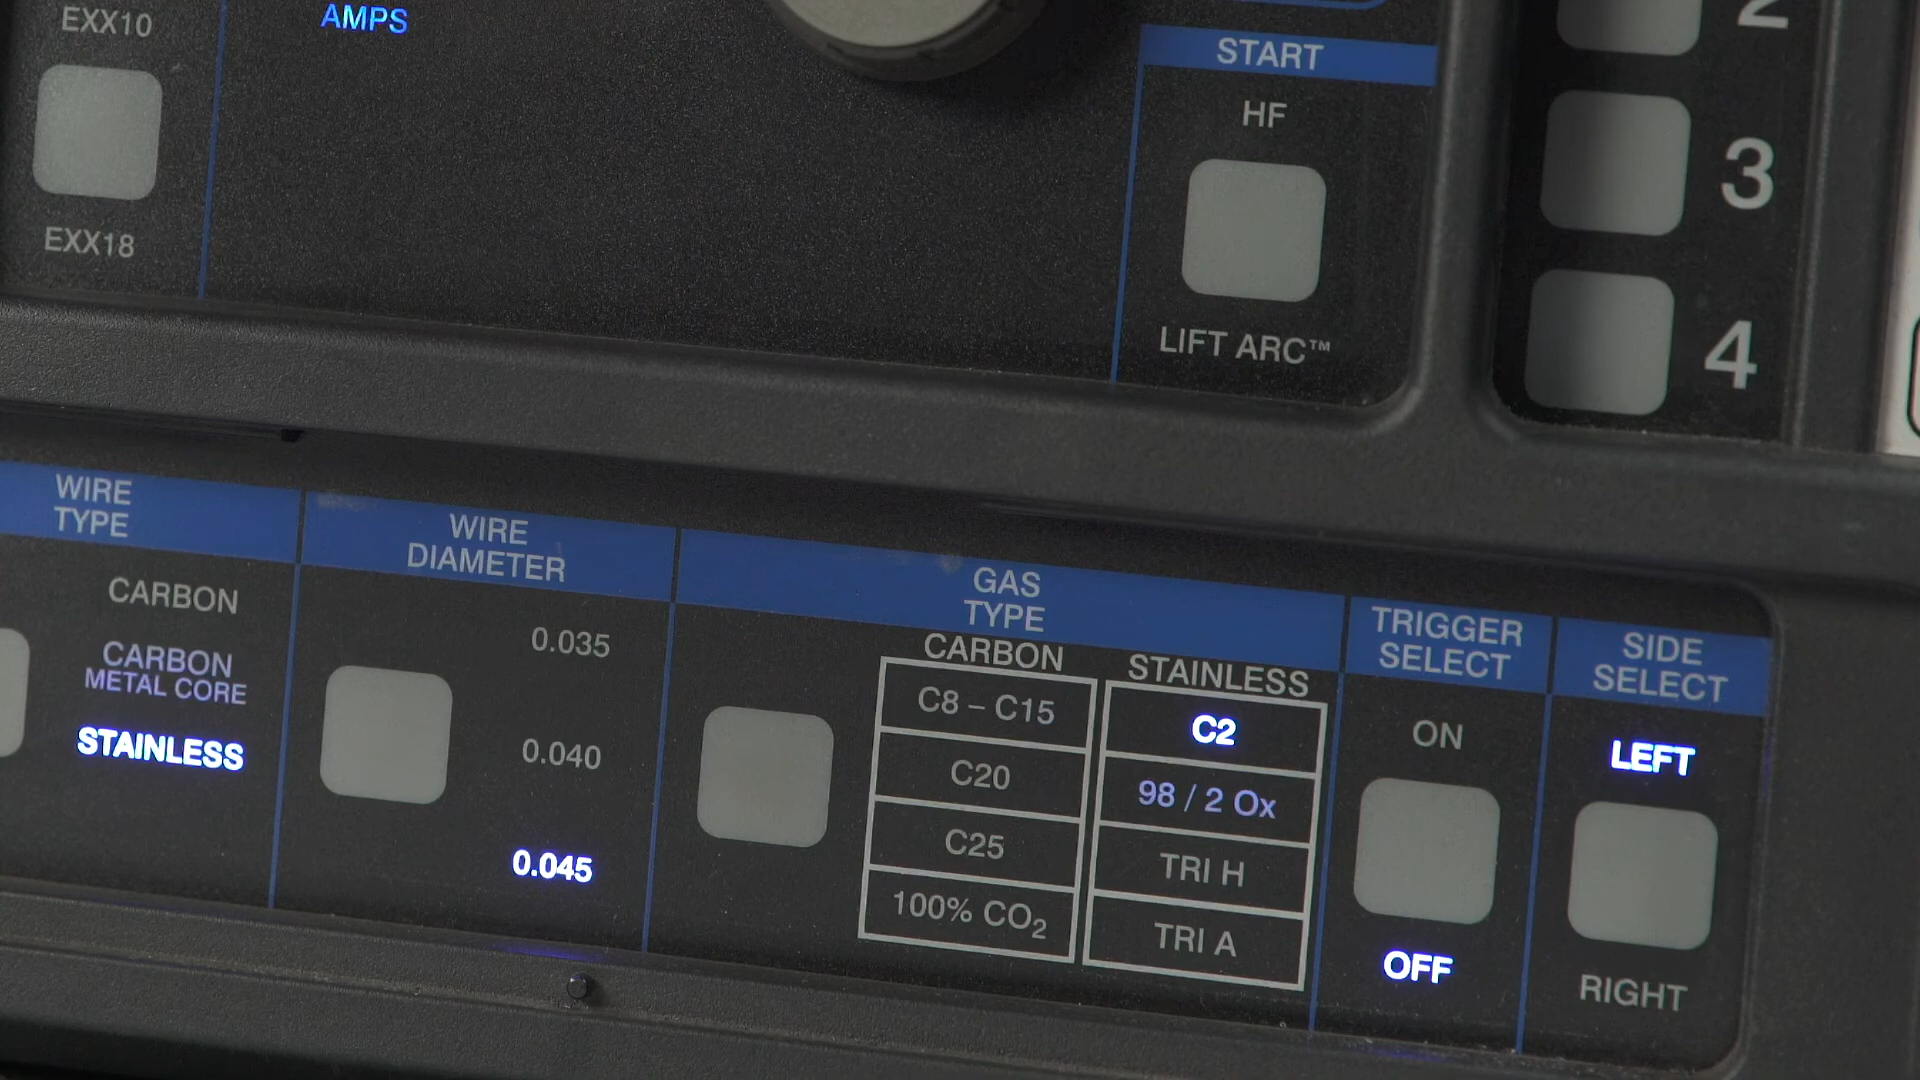 EXX10
AMPS
EXX18
START
HF
LIFT ARC™
2
3
4
WIRE
TYPE
CARBON
CARBON
METAL CORE
STAINLESS
WIRE
DIAMETER
0.035
0.040
0.045
GAS
TYPE
CARBON
C8 – C15
C20
C25
100% CO₂
STAINLESS
C2
98 / 2 Ox
TRI H
TRI A
TRIGGER
SELECT
ON
OFF
SIDE
SELECT
LEFT
RIGHT